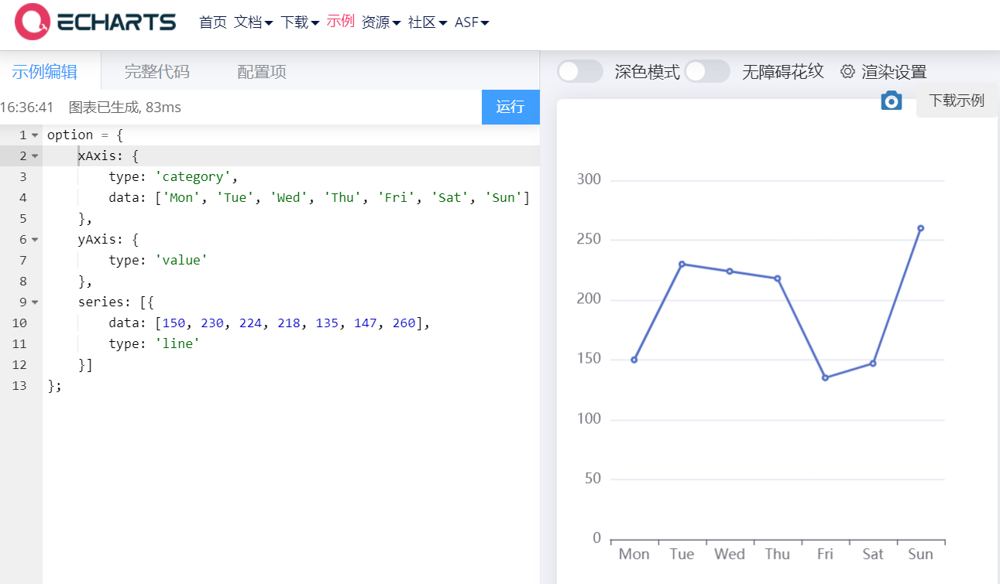 ECHARTS 首页 文档 下载 示例 资源 社区 ASF
示例编辑 完整代码 配置项
深色模式 无障碍花纹 渲染设置
16:36:41 图表已生成, 83ms 运行
下载示例
1 option = {
2 xAxis: {
3 type: 'category',
4 data: ['Mon', 'Tue', 'Wed', 'Thu', 'Fri', 'Sat', 'Sun']
5 },
6 yAxis: {
7 type: 'value'
8 },
9 series: [{
10 data: [150, 230, 224, 218, 135, 147, 260],
11 type: 'line'
12 }]
13 };
300
250
200
150
100
50
0
Mon Tue Wed Thu Fri Sat Sun